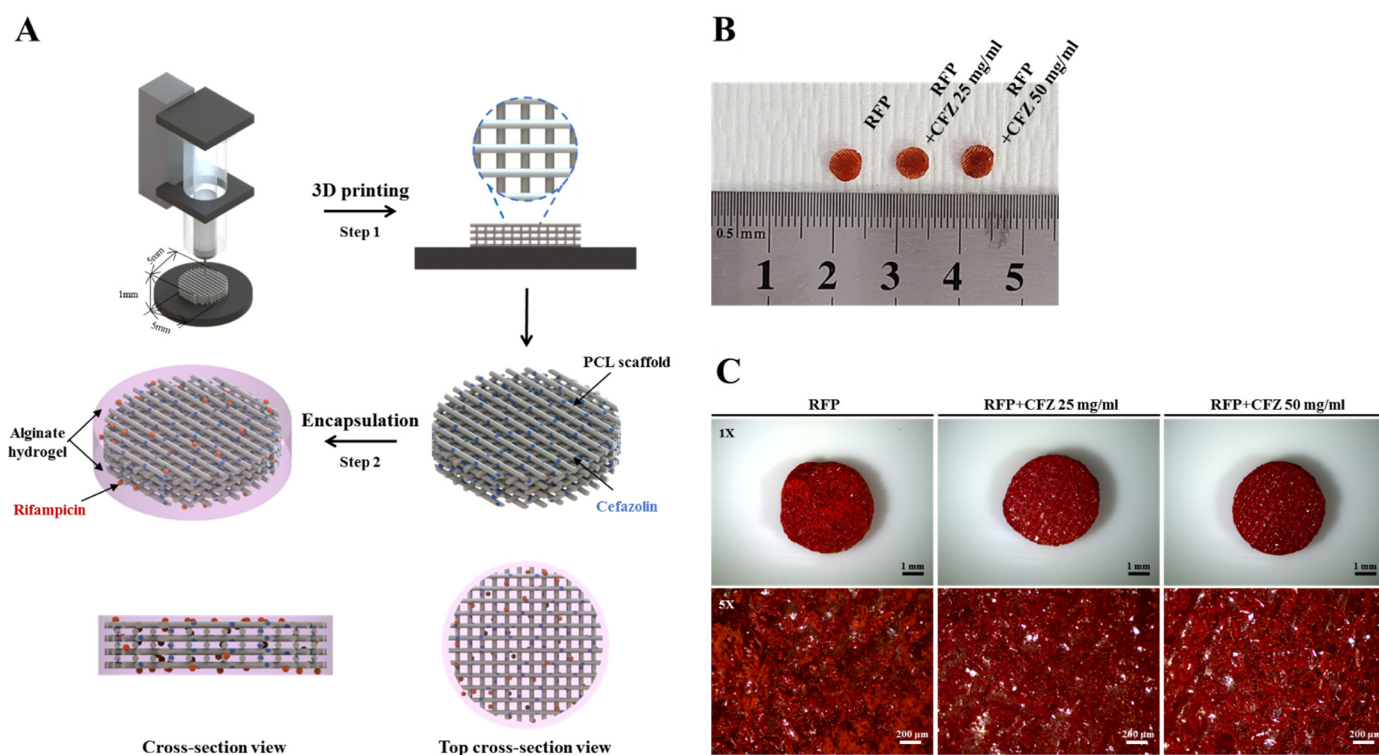 A
3D printing
Step 1
5mm
1mm
5mm
PCL scaffold
Encapsulation
Step 2
Alginate
hydrogel
Rifampicin
Cefazolin
Cross-section view
Top cross-section view
B
RFP
RFP
+CFZ 25 mg/ml
RFP
+CFZ 50 mg/ml
0.5 mm
1 2 3 4 5
C
RFP
RFP+CFZ 25 mg/ml
RFP+CFZ 50 mg/ml
1X
1 mm
1 mm
1 mm
5X
200 μm
200 μm
200 μm